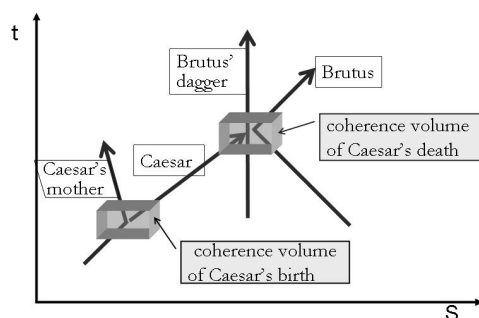 t
Brutus'
dagger
Brutus
coherence volume
of Caesar's death
Caesar
Caesar's
mother
coherence volume
of Caesar's birth
S